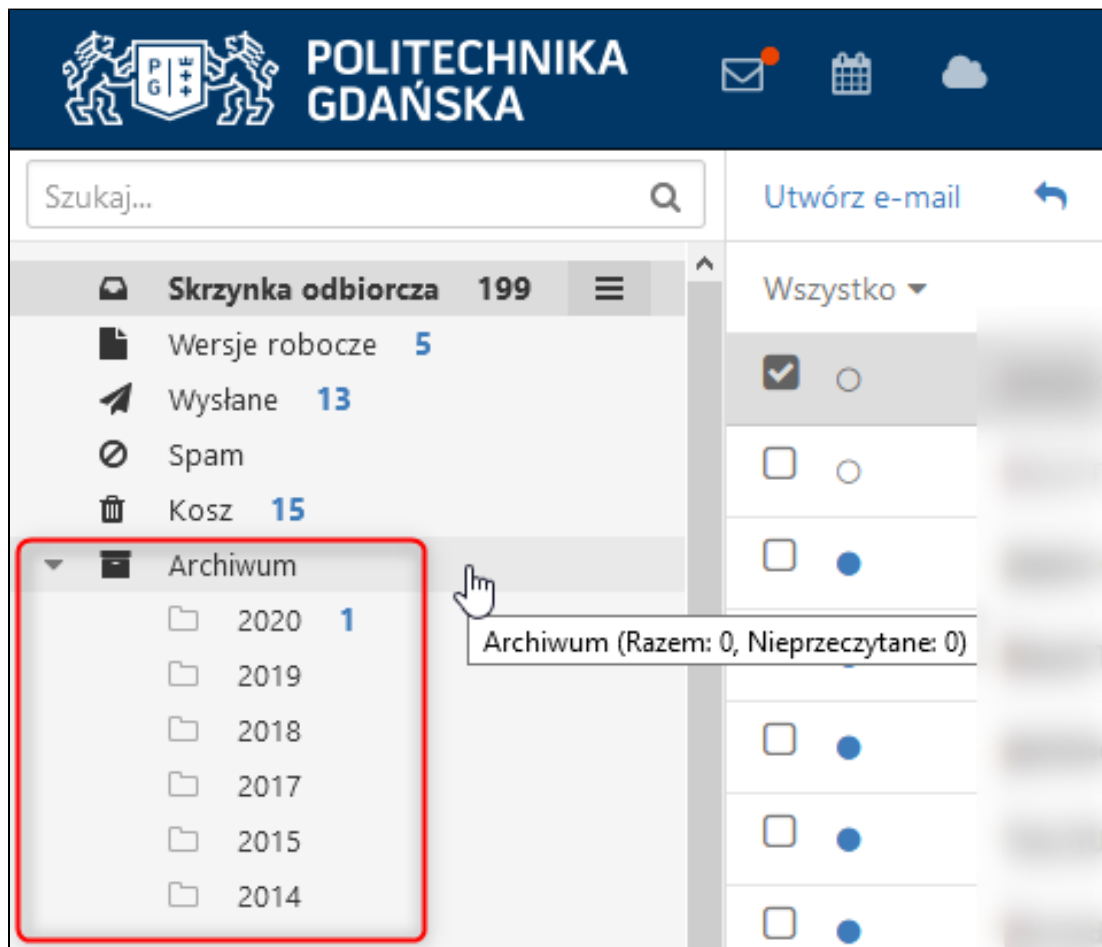 P G
POLITECHNIKA
GDAŃSKA
Szukaj...
Utwórz e-mail
Skrzynka odbiorcza 199
Wszystko
Wersje robocze 5
Wysłane 13
Spam
Kosz 15
Archiwum
2020 1
Archiwum (Razem: 0, Nieprzeczytane: 0)
2019
2018
2017
2015
2014